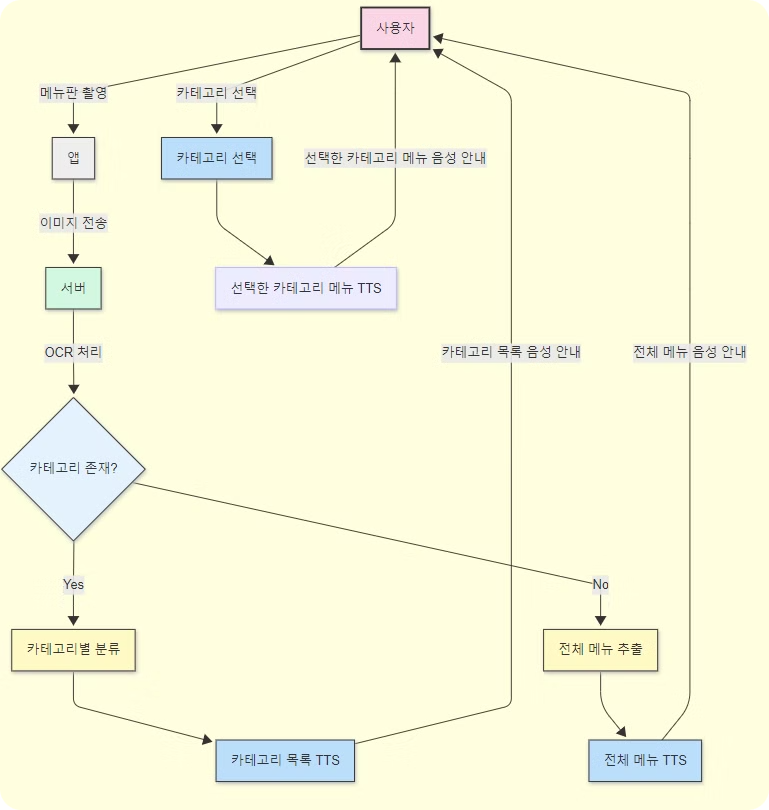 사용자
메뉴판 촬영
카테고리 선택
앱
카테고리 선택
선택한 카테고리 메뉴 음성 안내
이미지 전송
서버
선택한 카테고리 메뉴 TTS
OCR 처리
카테고리 목록 음성 안내
전체 메뉴 음성 안내
카테고리 존재?
Yes
No
카테고리별 분류
전체 메뉴 추출
카테고리 목록 TTS
전체 메뉴 TTS